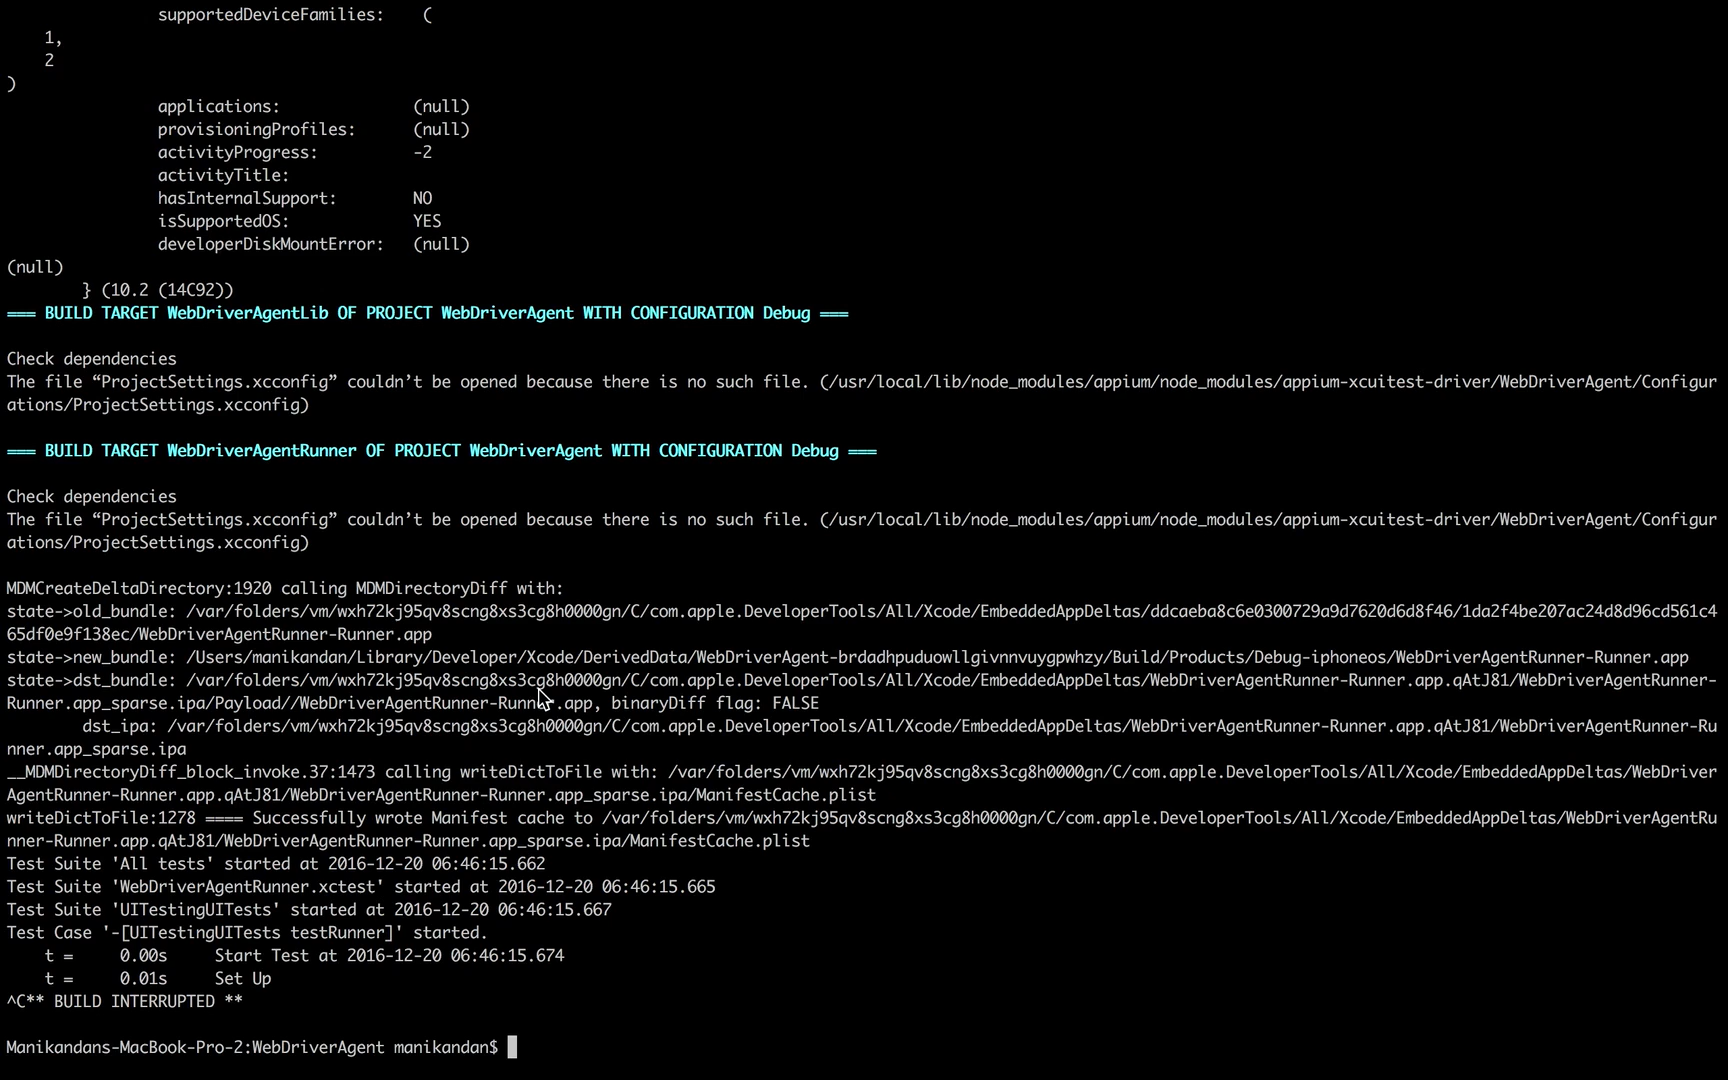 supportedDeviceFamilies:    (
    1,
    2
)
applications:              (null)
provisioningProfiles:      (null)
activityProgress:          -2
activityTitle:
hasInternalSupport:        NO
isSupportedOS:             YES
developerDiskMountError:   (null)
(null)
        } (10.2 (14C92))
=== BUILD TARGET WebDriverAgentLib OF PROJECT WebDriverAgent WITH CONFIGURATION Debug ===
Check dependencies
The file “ProjectSettings.xcconfig” couldn’t be opened because there is no such file. (/usr/local/lib/node_modules/appium/node_modules/appium-xcuitest-driver/WebDriverAgent/Configur
ations/ProjectSettings.xcconfig)
=== BUILD TARGET WebDriverAgentRunner OF PROJECT WebDriverAgent WITH CONFIGURATION Debug ===
Check dependencies
The file “ProjectSettings.xcconfig” couldn’t be opened because there is no such file. (/usr/local/lib/node_modules/appium/node_modules/appium-xcuitest-driver/WebDriverAgent/Configur
ations/ProjectSettings.xcconfig)
MDMCreateDeltaDirectory:1920 calling MDMDirectoryDiff with:
state->old_bundle: /var/folders/vm/wxh72kj95qv8scng8xs3cg8h0000gn/C/com.apple.DeveloperTools/All/Xcode/EmbeddedAppDeltas/ddcaeba8c6e0300729a9d7620d6d8f46/1da2f4be207ac24d8d96cd561c4
65df0e9f138ec/WebDriverAgentRunner-Runner.app
state->new_bundle: /Users/manikandan/Library/Developer/Xcode/DerivedData/WebDriverAgent-brdadhpuduowllgivnnvuygpwhzy/Build/Products/Debug-iphoneos/WebDriverAgentRunner-Runner.app
state->dst_bundle: /var/folders/vm/wxh72kj95qv8scng8xs3cg8h0000gn/C/com.apple.DeveloperTools/All/Xcode/EmbeddedAppDeltas/WebDriverAgentRunner-Runner.app.qAtJ81/WebDriverAgentRunner-
Runner.app_sparse.ipa/Payload//WebDriverAgentRunner-Runner.app, binaryDiff flag: FALSE
        dst_ipa: /var/folders/vm/wxh72kj95qv8scng8xs3cg8h0000gn/C/com.apple.DeveloperTools/All/Xcode/EmbeddedAppDeltas/WebDriverAgentRunner-Runner.app.qAtJ81/WebDriverAgentRunner-Ru
nner.app_sparse.ipa
__MDMDirectoryDiff_block_invoke.37:1473 calling writeDictToFile with: /var/folders/vm/wxh72kj95qv8scng8xs3cg8h0000gn/C/com.apple.DeveloperTools/All/Xcode/EmbeddedAppDeltas/WebDriver
AgentRunner-Runner.app.qAtJ81/WebDriverAgentRunner-Runner.app_sparse.ipa/ManifestCache.plist
writeDictToFile:1278 ==== Successfully wrote Manifest cache to /var/folders/vm/wxh72kj95qv8scng8xs3cg8h0000gn/C/com.apple.DeveloperTools/All/Xcode/EmbeddedAppDeltas/WebDriverAgentRu
nner-Runner.app.qAtJ81/WebDriverAgentRunner-Runner.app_sparse.ipa/ManifestCache.plist
Test Suite 'All tests' started at 2016-12-20 06:46:15.662
Test Suite 'WebDriverAgentRunner.xctest' started at 2016-12-20 06:46:15.665
Test Suite 'UITestingUITests' started at 2016-12-20 06:46:15.667
Test Case '-[UITestingUITests testRunner]' started.
    t =     0.00s     Start Test at 2016-12-20 06:46:15.674
    t =     0.01s     Set Up
^C** BUILD INTERRUPTED **
Manikandans-MacBook-Pro-2:WebDriverAgent manikandan$